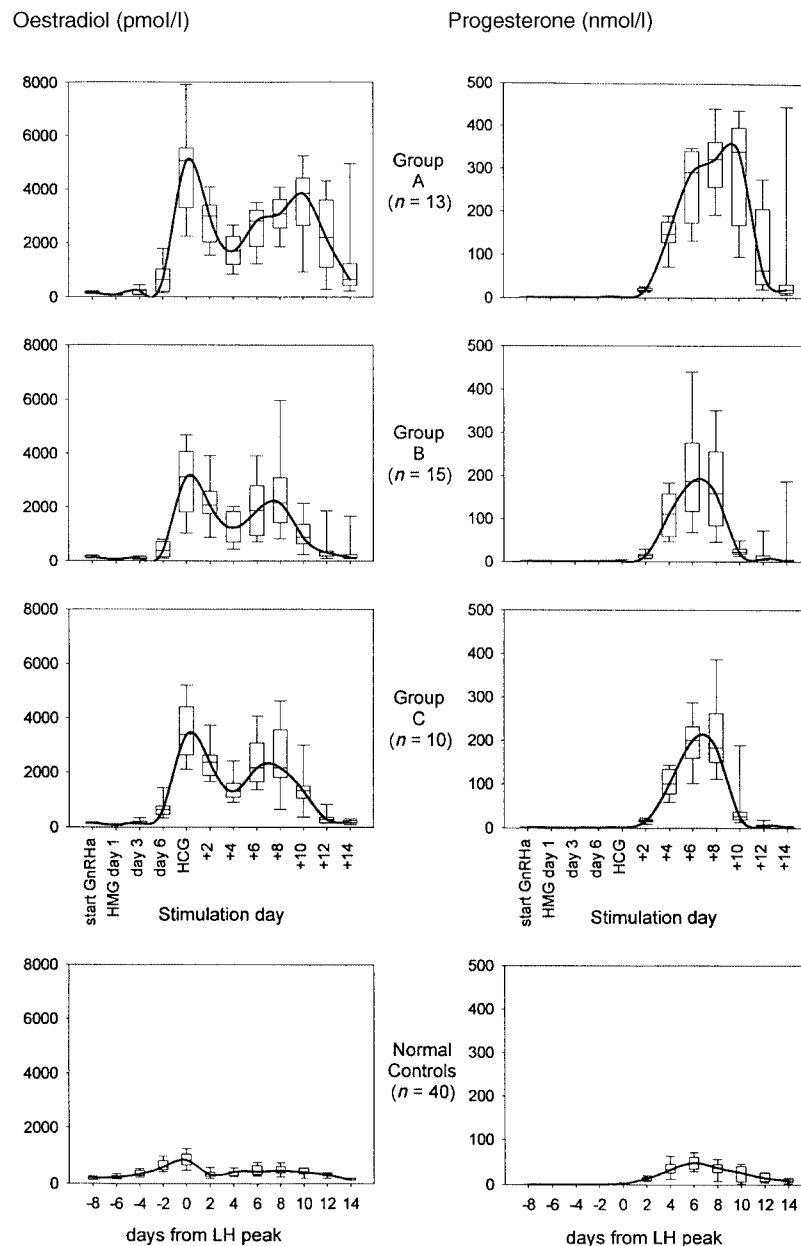 Oestradiol (pmol/l)
Progesterone (nmol/l)
8000
6000
4000
2000
0
Group
A
(n = 13)
500
400
300
200
100
0
8000
6000
4000
2000
0
Group
B
(n = 15)
500
400
300
200
100
0
8000
6000
4000
2000
0
Group
C
(n = 10)
500
400
300
200
100
0
start GnRHa
HMG day 1
day 3
day 6
HCG
+2
+4
+6
+8
+10
+12
+14
Stimulation day
start GnRHa
HMG day 1
day 3
day 6
HCG
+2
+4
+6
+8
+10
+12
+14
Stimulation day
8000
6000
4000
2000
0
Normal
Controls
(n = 40)
500
400
300
200
100
0
-8 -6 -4 -2 0 2 4 6 8 10 12 14
days from LH peak
-8 -6 -4 -2 0 2 4 6 8 10 12 14
days from LH peak